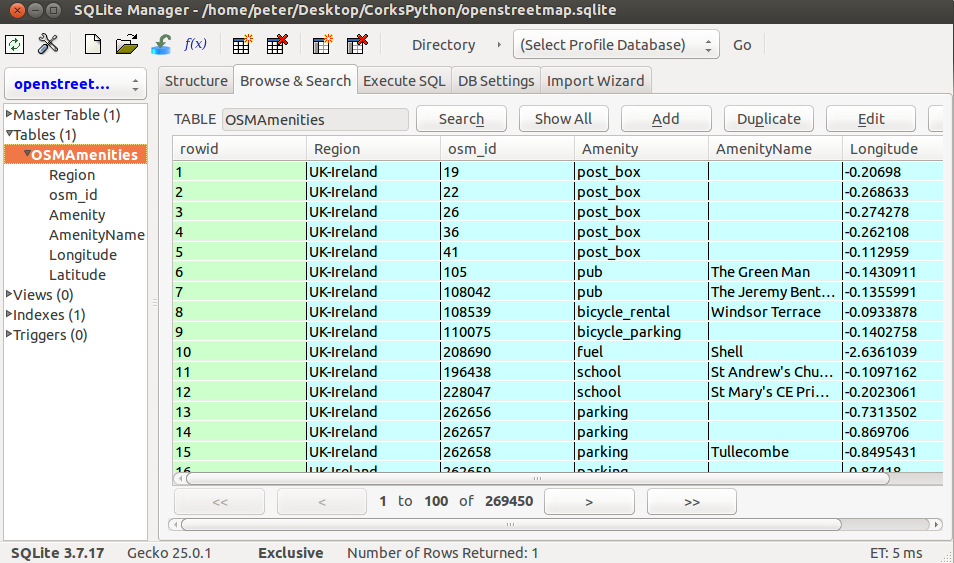 SQLite Manager - /home/peter/Desktop/CorksPython/openstreetmap.sqlite
f(x) Directory (Select Profile Database) Go
openstreet...
Structure Browse & Search Execute SQL DB Settings Import Wizard
Master Table (1)
Tables (1)
OSMAmenities
Region
osm_id
Amenity
AmenityName
Longitude
Latitude
Views (0)
Indexes (1)
Triggers (0)
TABLE OSMAmenities Search Show All Add Duplicate Edit
rowid Region osm_id Amenity AmenityName Longitude
1 UK-Ireland 19 post_box -0.20698
2 UK-Ireland 22 post_box -0.268633
3 UK-Ireland 26 post_box -0.274278
4 UK-Ireland 36 post_box -0.262108
5 UK-Ireland 41 post_box -0.112959
6 UK-Ireland 105 pub The Green Man -0.1430911
7 UK-Ireland 108042 pub The Jeremy Bent... -0.1355991
8 UK-Ireland 108539 bicycle_rental Windsor Terrace -0.0933878
9 UK-Ireland 110075 bicycle_parking -0.1402758
10 UK-Ireland 208690 fuel Shell -2.6361039
11 UK-Ireland 196438 school St Andrew's Chu... -0.1097162
12 UK-Ireland 228047 school St Mary's CE Pri... -0.2023061
13 UK-Ireland 262656 parking -0.7313502
14 UK-Ireland 262657 parking -0.869706
15 UK-Ireland 262658 parking Tullecombe -0.8495431
16 UK-Ireland 262659 parking -0.87418
<< < 1 to 100 of 269450 > >>
SQLite 3.7.17 Gecko 25.0.1 Exclusive Number of Rows Returned: 1 ET: 5 ms